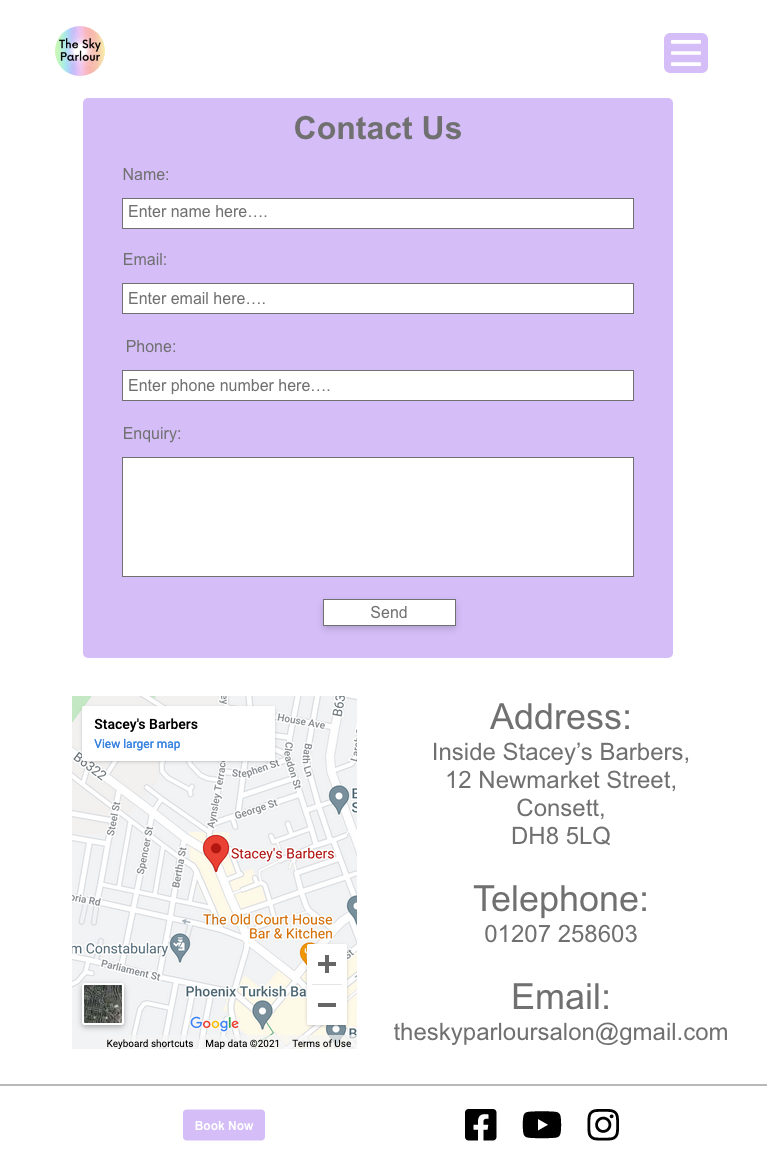 The Sky
Parlour
Contact Us
Name:
Enter name here….
Email:
Enter email here….
Phone:
Enter phone number here….
Enquiry:
Send
Stacey's Barbers
View larger map
House Ave
B63
B6322
Stephen St
Cleadon St
Bath Ln
Aynsley Terrace
George St
Steel St
Spencer St
Bertha St
Stacey's Barbers
oria Rd
The Old Court House
Bar & Kitchen
m Constabulary
Parliament St
Phoenix Turkish Ba
Google
Keyboard shortcuts
Map data ©2021
Terms of Use
Address:
Inside Stacey’s Barbers,
12 Newmarket Street,
Consett,
DH8 5LQ
Telephone:
01207 258603
Email:
theskyparloursalon@gmail.com
Book Now